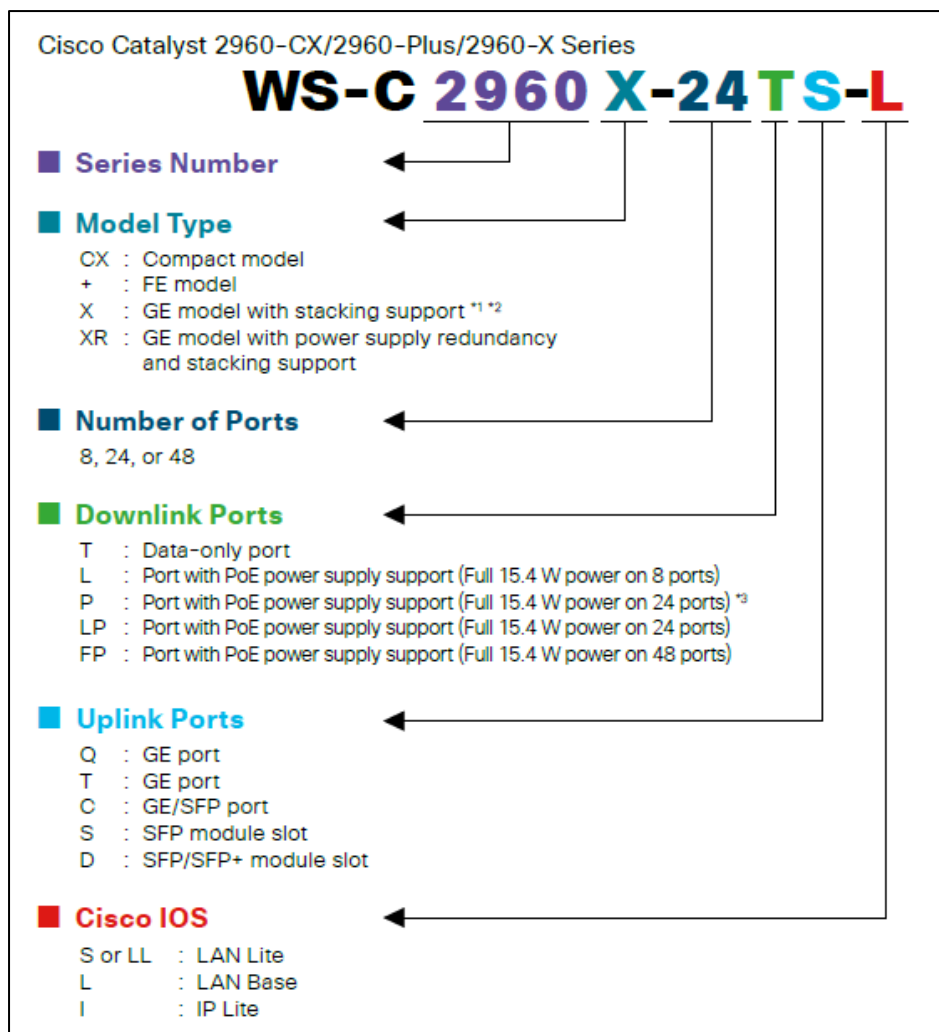 Cisco Catalyst 2960-CX/2960-Plus/2960-X Series
WS-C 2960 X-24 T S-L
Series Number
Model Type
CX : Compact model
+ : FE model
X : GE model with stacking support *1 *2
XR : GE model with power supply redundancy
and stacking support
Number of Ports
8, 24, or 48
Downlink Ports
T : Data-only port
L : Port with PoE power supply support (Full 15.4 W power on 8 ports)
P : Port with PoE power supply support (Full 15.4 W power on 24 ports) *3
LP : Port with PoE power supply support (Full 15.4 W power on 24 ports)
FP : Port with PoE power supply support (Full 15.4 W power on 48 ports)
Uplink Ports
Q : GE port
T : GE port
C : GE/SFP port
S : SFP module slot
D : SFP/SFP+ module slot
Cisco IOS
S or LL : LAN Lite
L : LAN Base
I : IP Lite